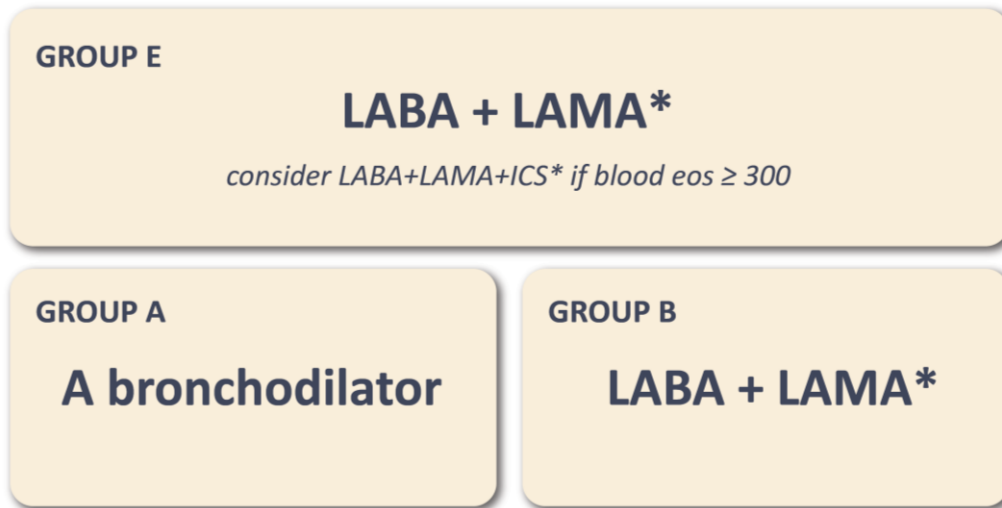 GROUP E
LABA + LAMA*
consider LABA+LAMA+ICS* if blood eos ≥ 300
GROUP A
A bronchodilator
GROUP B
LABA + LAMA*